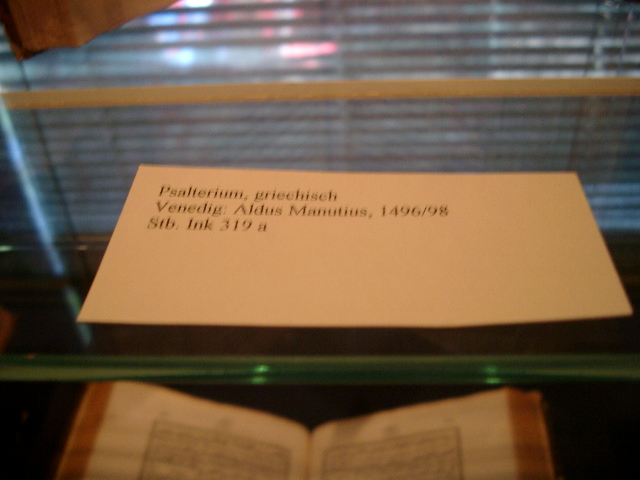 Psalterium, griechisch
Venedig: Aldus Manutius, 1496/98
Stb. Ink 319 a